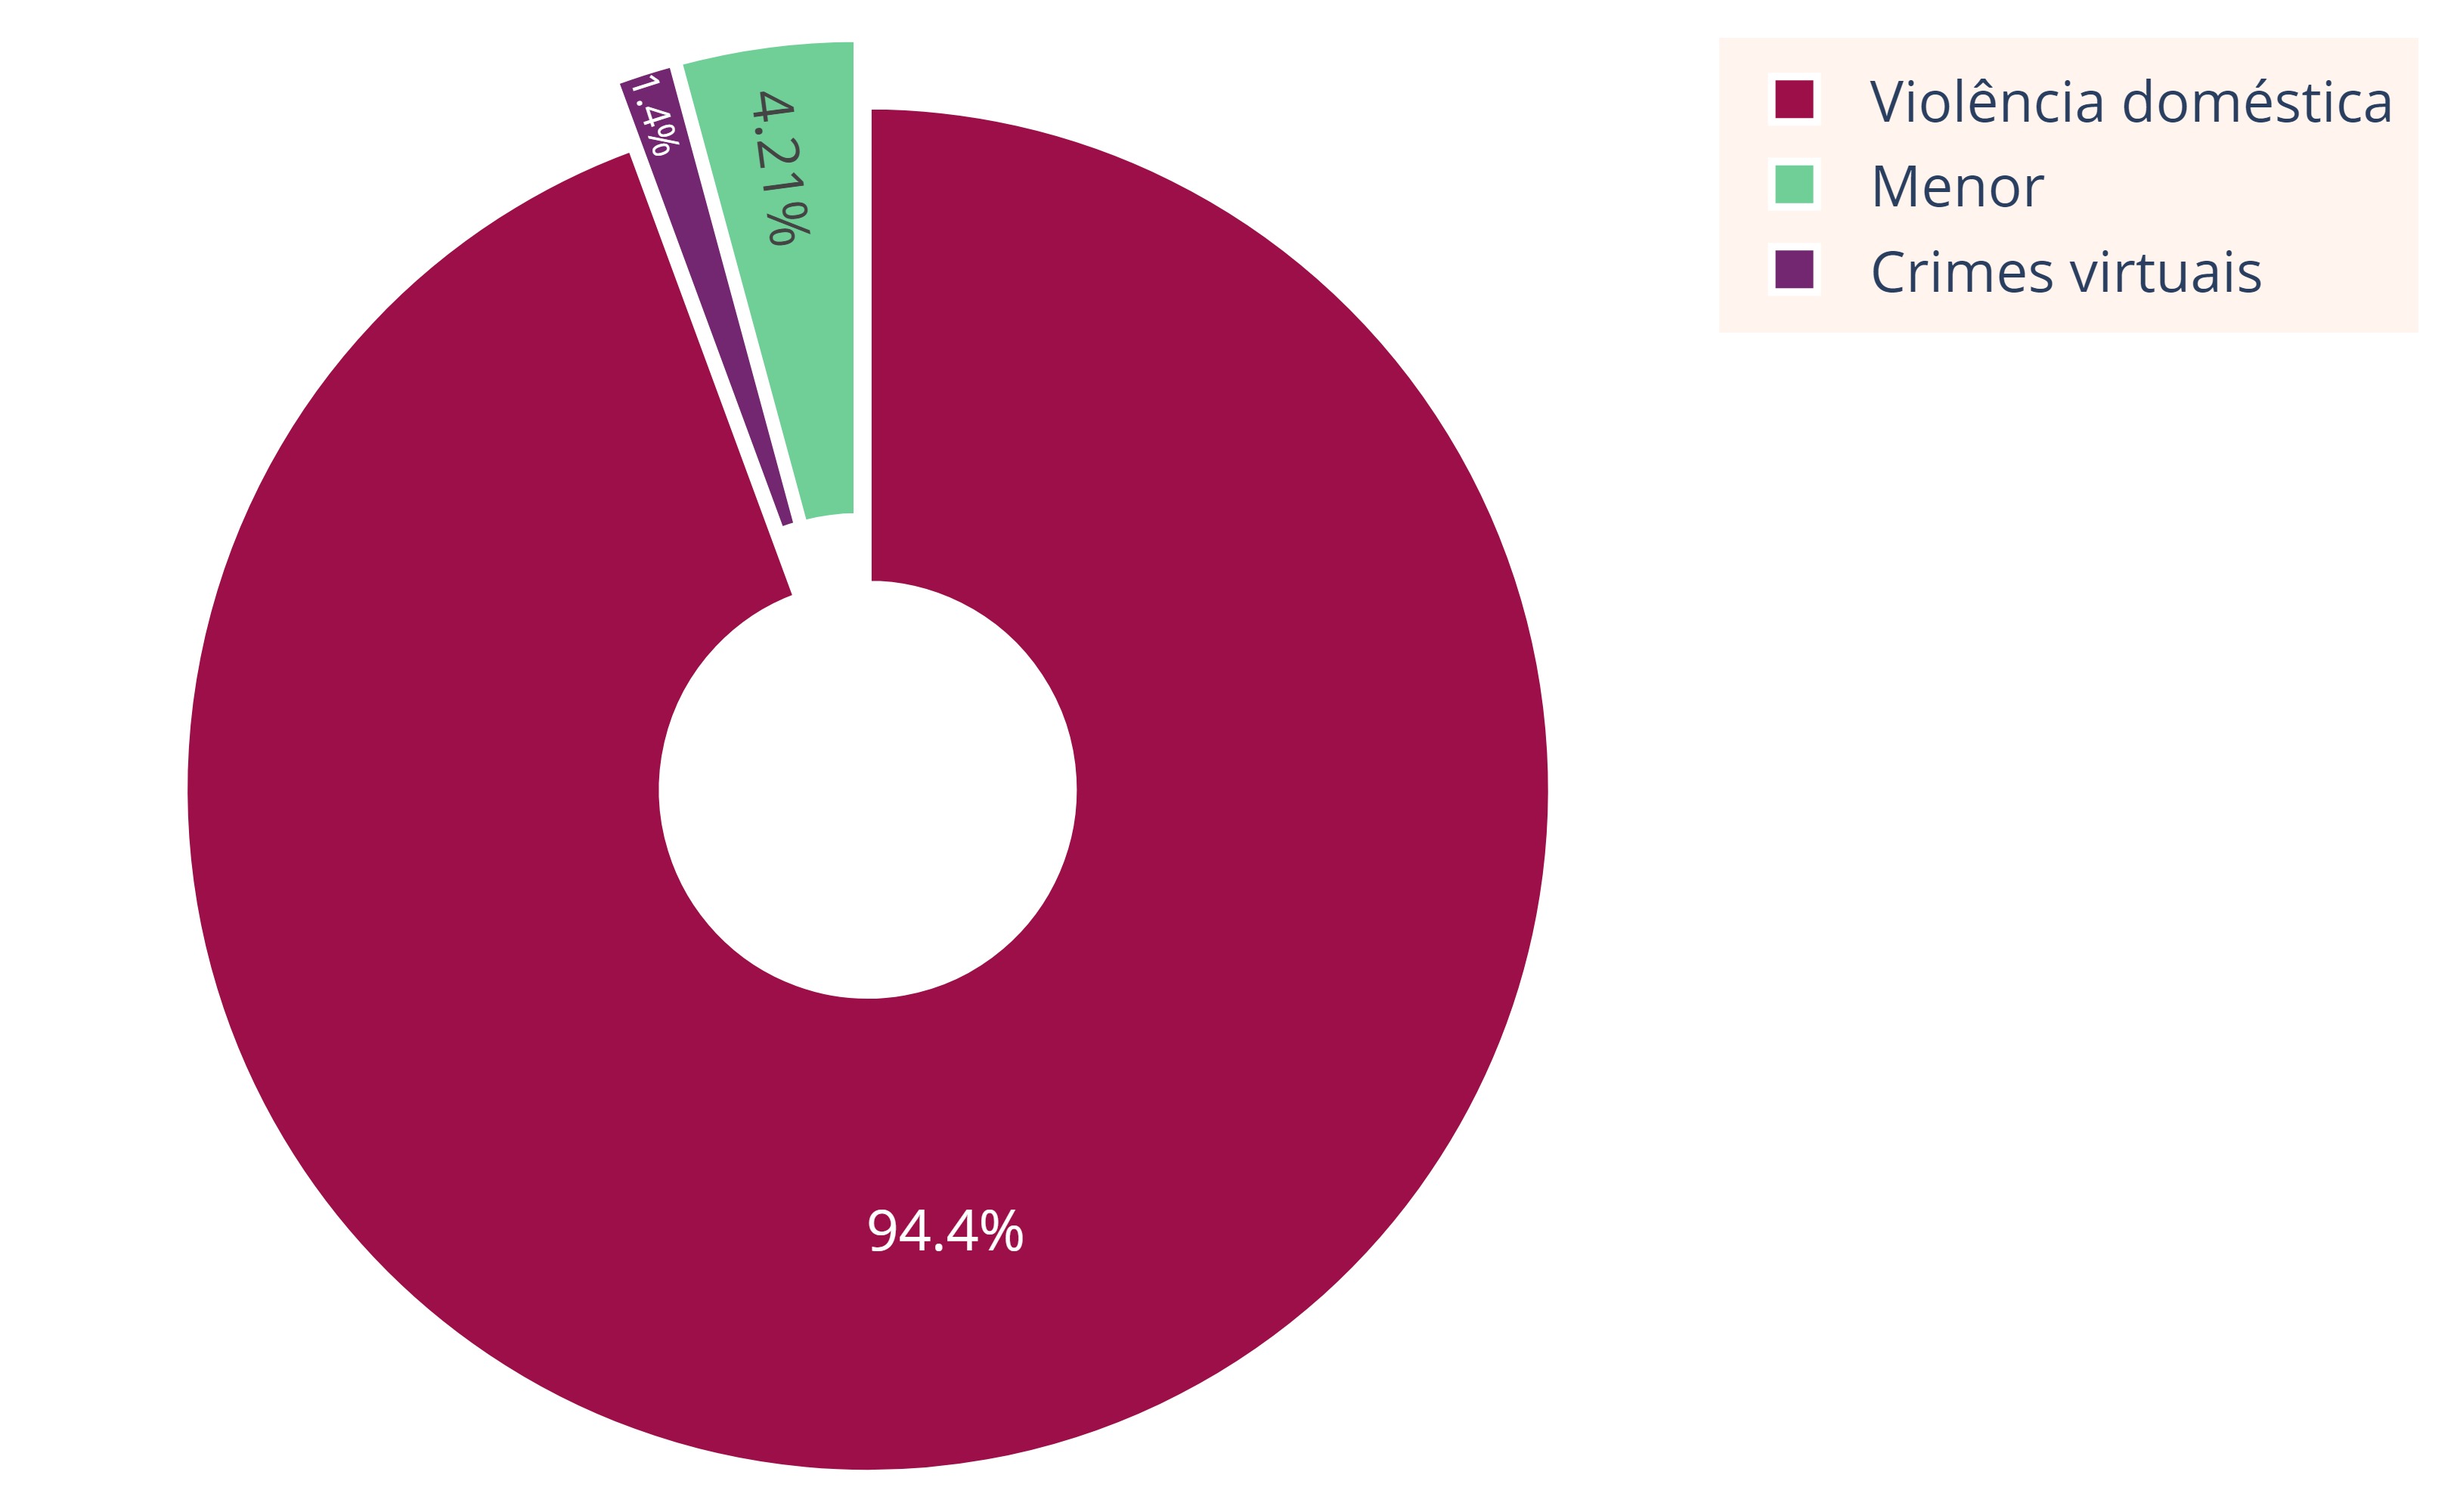 Violência doméstica
Menor
Crimes virtuais
1.4%
4.21%
94.4%